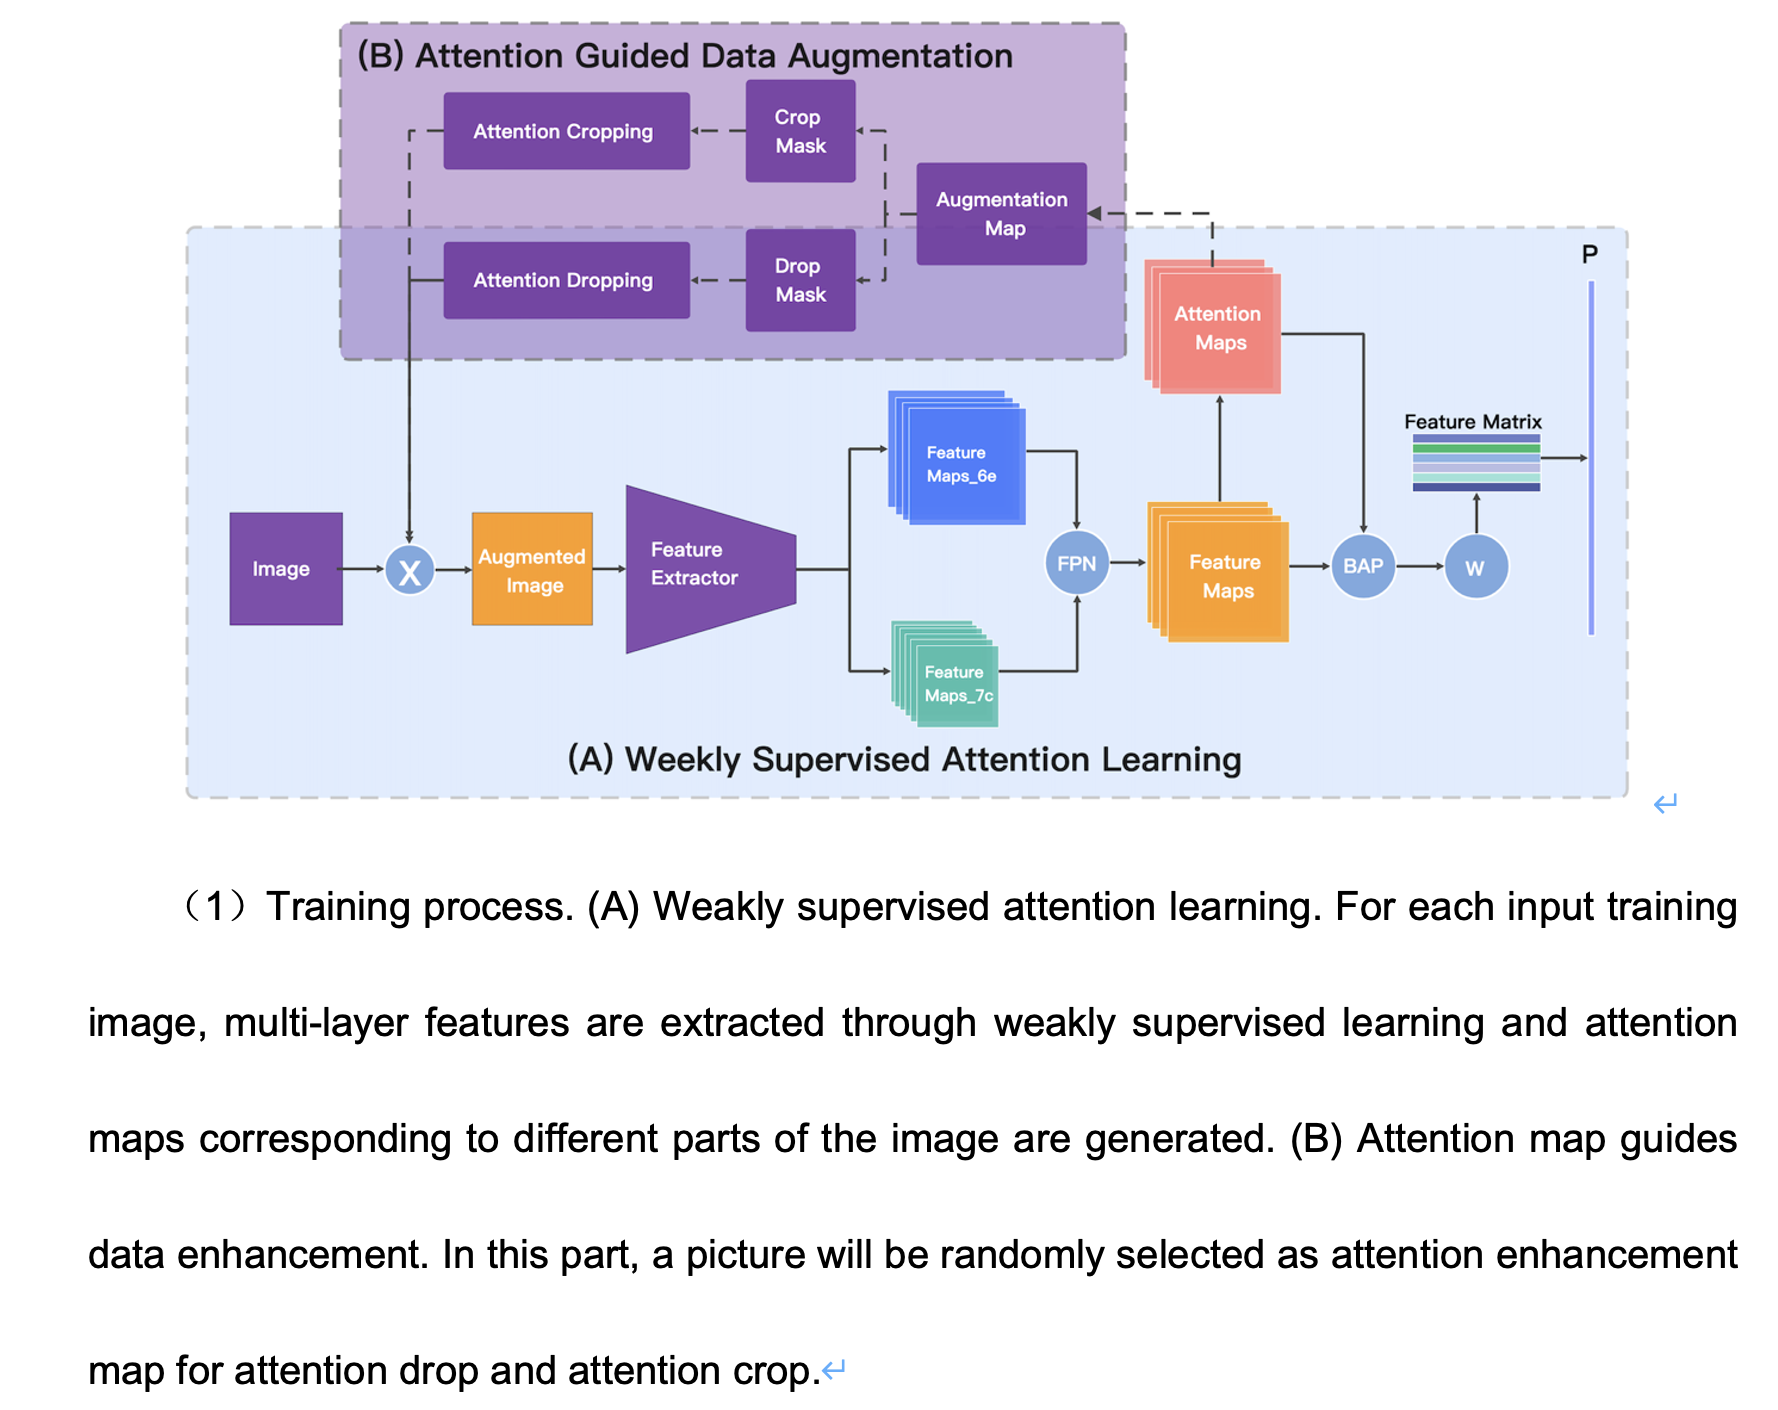 (B) Attention Guided Data Augmentation
Attention Cropping
Crop
Mask
Augmentation
Map
Attention Dropping
Drop
Mask
P
Attention
Maps
Feature
Maps_6e
Feature Matrix
Image
X
Augmented
Image
Feature
Extractor
FPN
Feature
Maps
BAP
W
Feature
Maps_7c
(A) Weekly Supervised Attention Learning
（1）Training process. (A) Weakly supervised attention learning. For each input training
image, multi-layer features are extracted through weakly supervised learning and attention
maps corresponding to different parts of the image are generated. (B) Attention map guides
data enhancement. In this part, a picture will be randomly selected as attention enhancement
map for attention drop and attention crop.